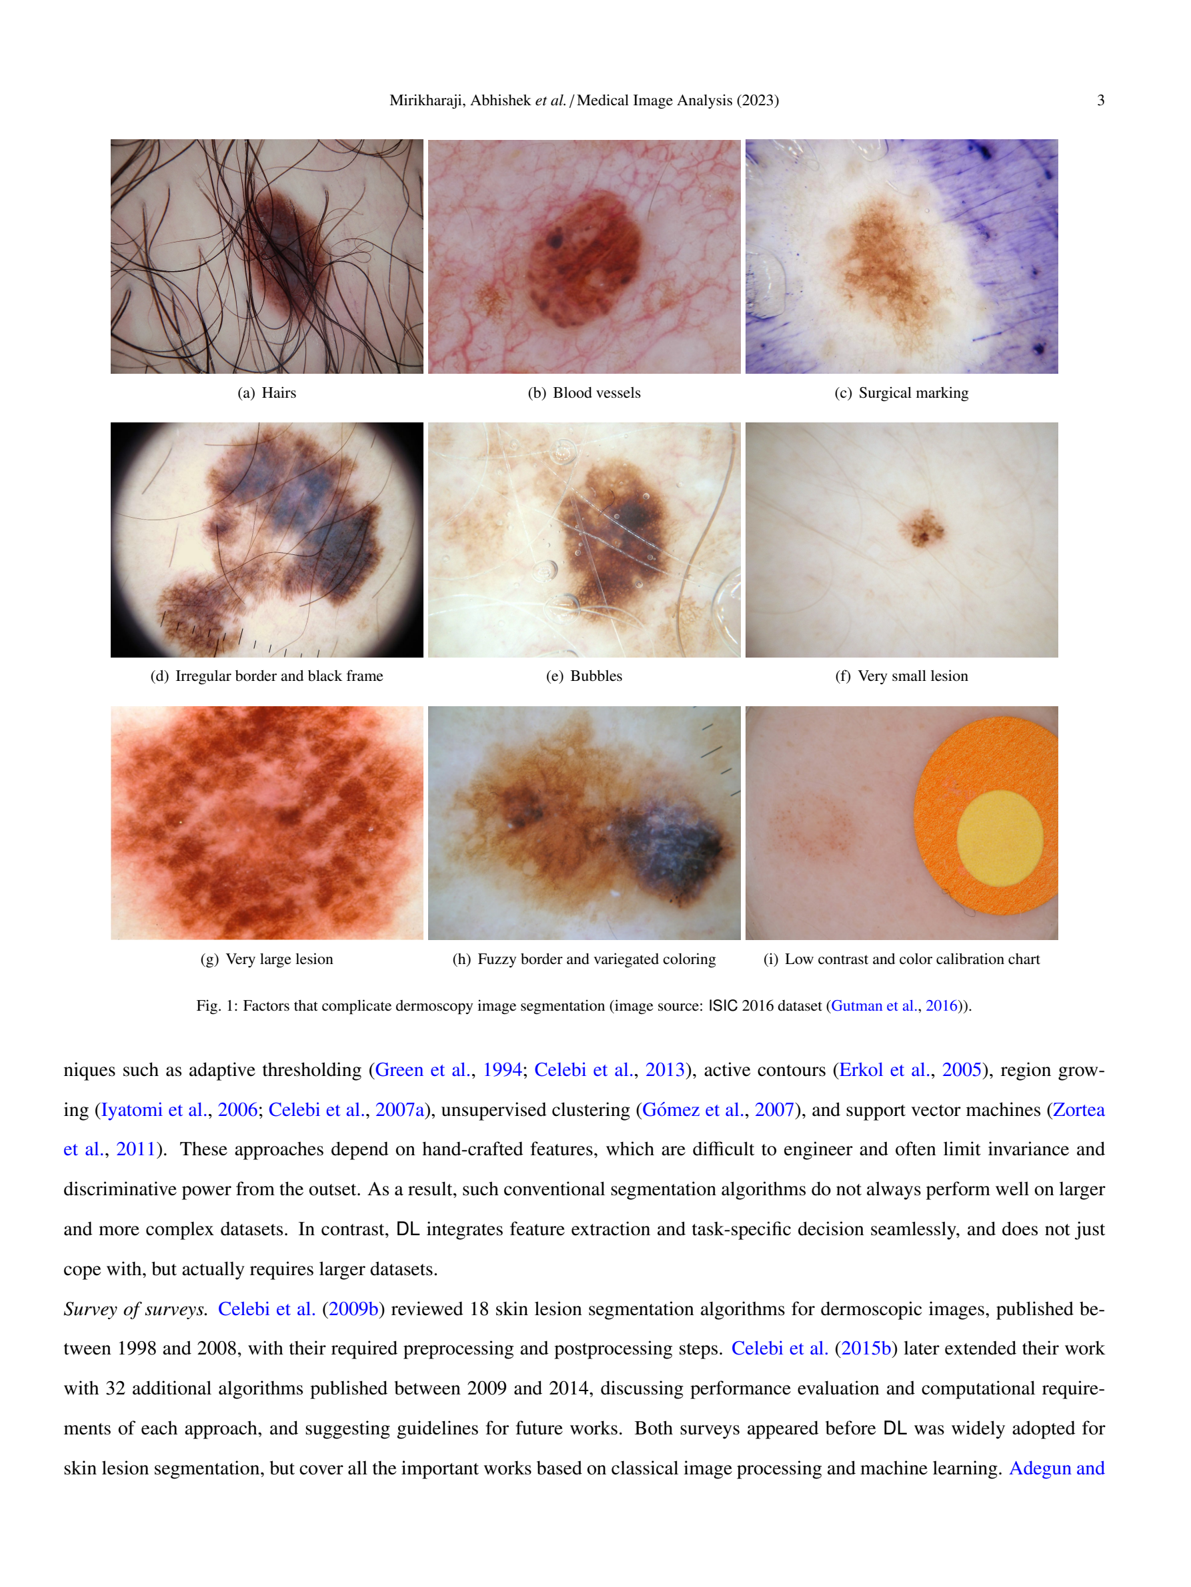 Mirikharaji, Abhishek et al. / Medical Image Analysis (2023)
3
(a) Hairs
(b) Blood vessels
(c) Surgical marking
(d) Irregular border and black frame
(e) Bubbles
(f) Very small lesion
(g) Very large lesion
(h) Fuzzy border and variegated coloring
(i) Low contrast and color calibration chart
Fig. 1: Factors that complicate dermoscopy image segmentation (image source: ISIC 2016 dataset (Gutman et al., 2016)).
niques such as adaptive thresholding (Green et al., 1994; Celebi et al., 2013), active contours (Erkol et al., 2005), region grow-
ing (Iyatomi et al., 2006; Celebi et al., 2007a), unsupervised clustering (Gómez et al., 2007), and support vector machines (Zortea
et al., 2011). These approaches depend on hand-crafted features, which are difficult to engineer and often limit invariance and
discriminative power from the outset. As a result, such conventional segmentation algorithms do not always perform well on larger
and more complex datasets. In contrast, DL integrates feature extraction and task-specific decision seamlessly, and does not just
cope with, but actually requires larger datasets.
Survey of surveys. Celebi et al. (2009b) reviewed 18 skin lesion segmentation algorithms for dermoscopic images, published be-
tween 1998 and 2008, with their required preprocessing and postprocessing steps. Celebi et al. (2015b) later extended their work
with 32 additional algorithms published between 2009 and 2014, discussing performance evaluation and computational require-
ments of each approach, and suggesting guidelines for future works. Both surveys appeared before DL was widely adopted for
skin lesion segmentation, but cover all the important works based on classical image processing and machine learning. Adegun and